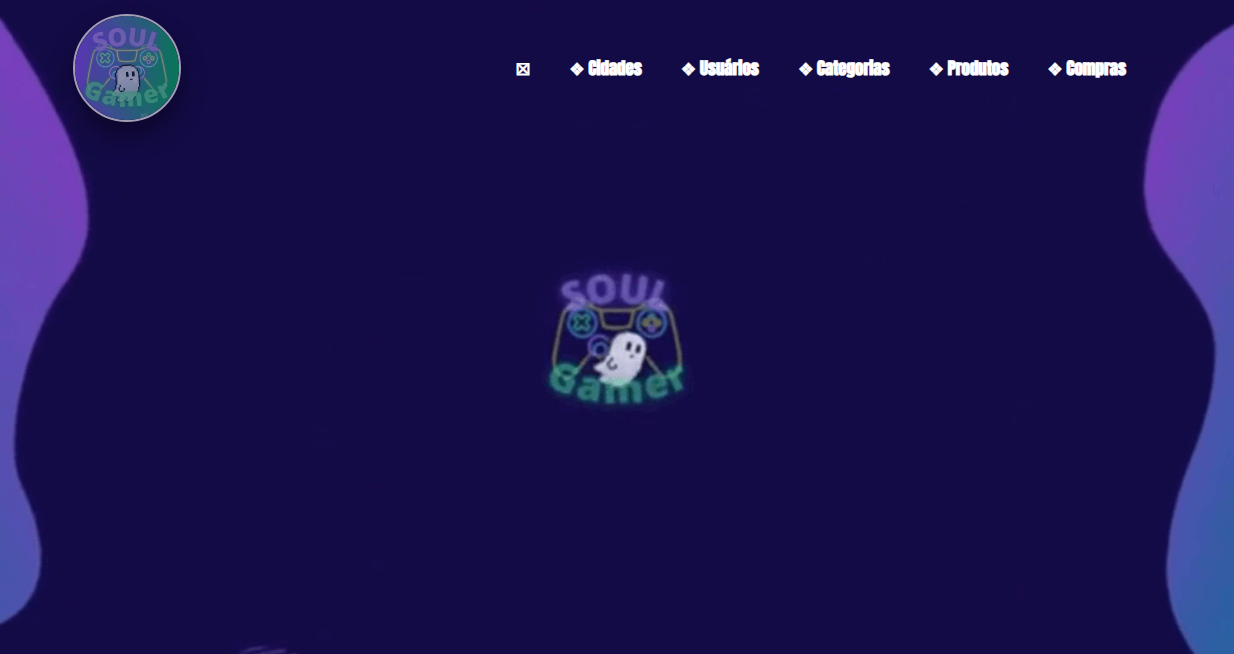 SOUL
Gamer
⊠ ❖ Cidades ❖ Usuários ❖ Categorias ❖ Produtos ❖ Compras
SOUL
Gamer